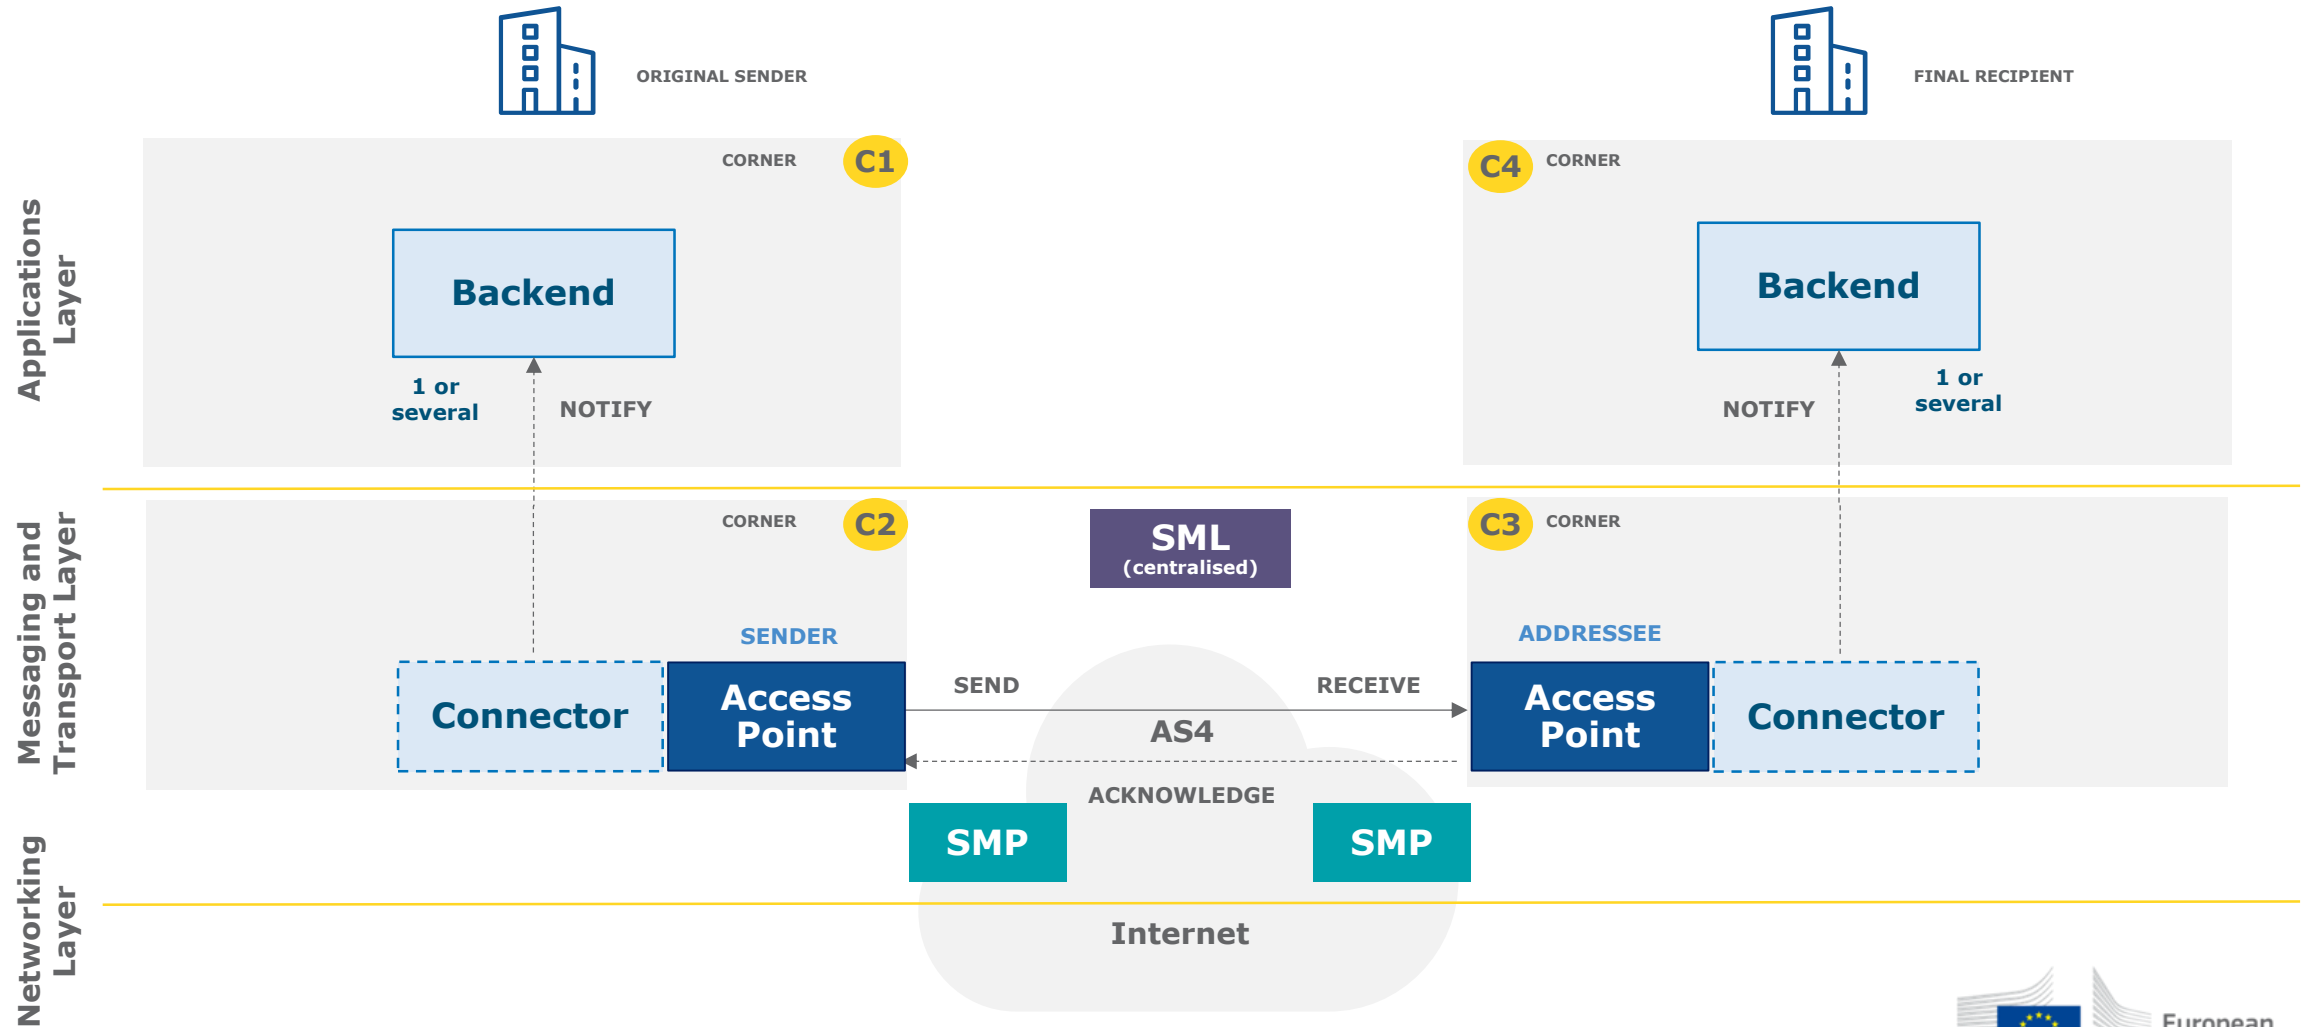 ORIGINAL SENDER
FINAL RECIPIENT
Applications
Layer
CORNER
C1
Backend
1 or
several
NOTIFY
C4
CORNER
Backend
1 or
several
NOTIFY
Messaging and
Transport Layer
CORNER
C2
SENDER
Connector
Access
Point
SML
(centralised)
SEND
RECEIVE
AS4
ACKNOWLEDGE
C3
CORNER
ADDRESSEE
Access
Point
Connector
SMP
SMP
Networking
Layer
Internet
European